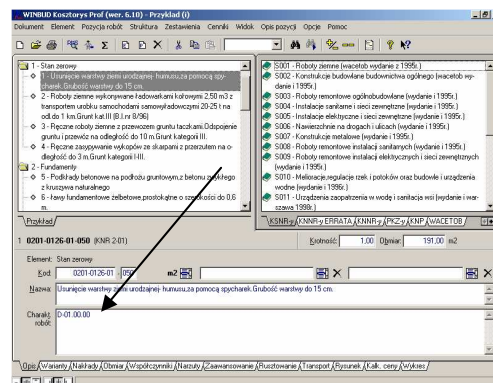 WINBUD Kosztorys Prof (wer. 6.10) - Przykład (i)
Dokument Element Pozycja robót Struktura Zestawienia Cenniki Widok Opis pozycji Opcje Pomoc
1 - Stan zerowy
1 - Usunięcie warstwy ziemi urodzajnej- humusu,za pomocą spycharek.Grubość warstwy do 15 cm.
2 - Roboty ziemne wykonywane ładowarkami kołowymi 2,50 m3 z
transportem urobku samochodami samowyładowczymi 20-25 t na
odl.do 1 km.Grunt kat.III (B.I.nr 8/96)
3 - Ręczne roboty ziemne z przewozem gruntu taczkami.Odspojenie
gruntu i przewóz na odległość do 10 m.Grunt kategorii III.
4 - Ręczne zasypywanie wykopów ze skarpami z przerzutem na o-
dległość do 3 m.Grunt kategorii I-III.
2 - Fundamenty
5 - Podkłady betonowe na podłożu gruntowym,z betonu zwykłego
z kruszywa naturalnego
6 - Ławy fundamentowe żelbetowe,prostokątne o szerokości do 0,6
m.
Przykład
S001 - Roboty ziemne (wacetob wydanie z 1995r.)
S002 - Konstrukcje budowlane budownictwa ogólnego (wacetob wy-
danie i 1995r.)
S003 - Roboty remontowe ogólnobudowlane (wydanie i 1995r.)
S004 - Instalacje sanitarne i sieci zewnętrzne (wydanie i 1995r.)
S005 - Instalacje elektryczne i sieci zewnętrzne (wydanie i 1995r.)
S006 - Nawierzchnie na drogach i ulicach (wydanie i 1995r.)
S007 - Konstrukcje metalowe (wydanie i 1995r.)
S008 - Roboty remontowe instalacji sanitarnych (wydanie i 1995r.)
S009 - Roboty remontowe instalacji elektycznych i sieci zewnętrznych
(wydanie i 1995r.)
S010 - Melioracje,regulacje rzek i potoków oraz budowle i urządzenia
wodne (wydanie i 1995r.)
S011 - Urządzenia zaopatrzenia w wodę i sanitacja wsi (wydanie i war-
szawa 1998r.)
KSNR-y KNNR-y ERRATA KNNR-y PKZ-y KNP WACETOB
1 0201-0126-01-050 (KNR 2-01) Krotność: 1,00 Obmiar: 191,00 m2
Element: Stan zerowy
Kod: 0201-0126-01 - 050 m2
Nazwa: Usunięcie warstwy ziemi urodzajnej- humusu,za pomocą spycharek.Grubość warstwy do 15 cm.
Charakt. robót: D-01.00.00
Opis Warianty Nakłady Obmiar Współczynniki Narzuty Zaawansowanie Rusztowanie Transport Rysunek Kalk. ceny Wykres